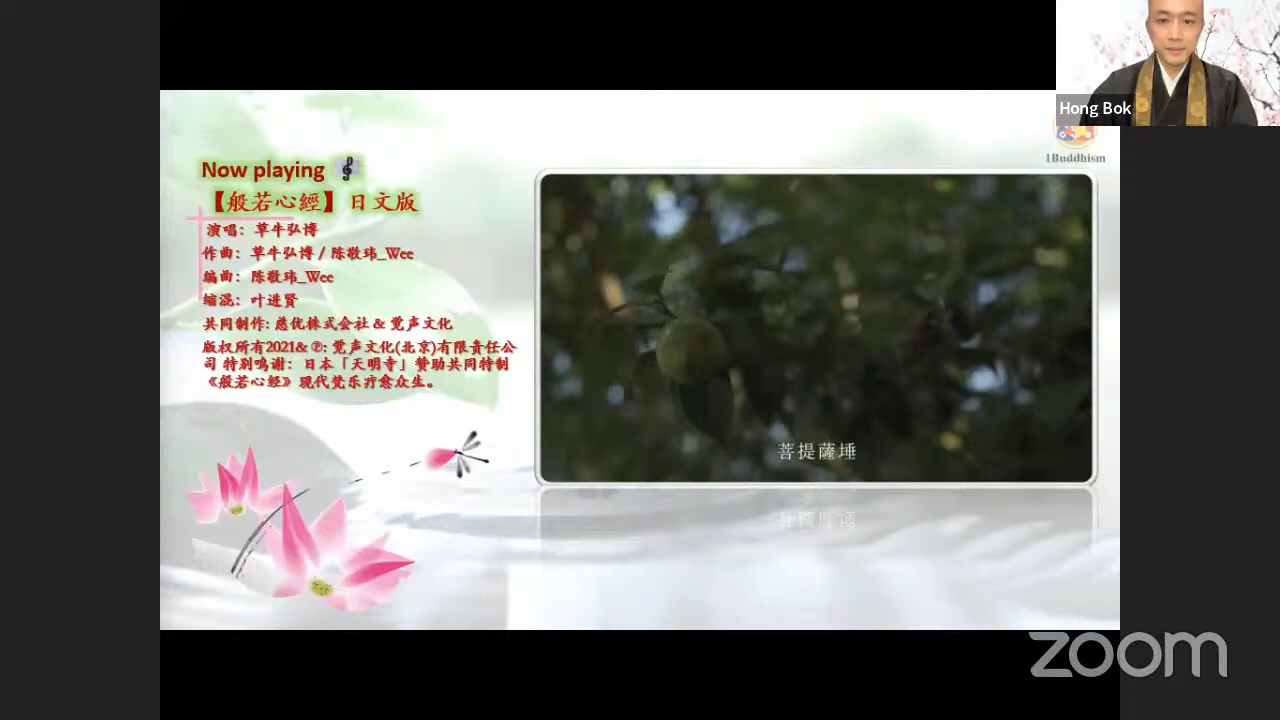 Hong Bok
1Buddhism
Now playing
【般若心經】日文版
演唱：草牛弘博
作曲：草牛弘博 / 陈敬玮_Wee
编曲：陈敬玮_Wee
缩混：叶进贤
共同制作: 慈优株式会社 & 觉声文化
版权所有2021& ℗: 觉声文化(北京)有限责任公
司 特别鸣谢：日本「天明寺」赞助共同特制
《般若心经》现代梵乐疗愈众生。
菩提薩埵
zoom